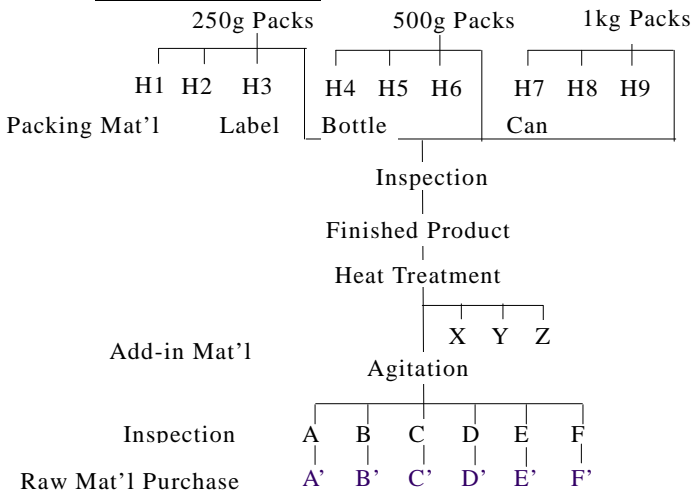 250g Packs 500g Packs 1kg Packs
H1 H2 H3 H4 H5 H6 H7 H8 H9
Packing Mat'l Label Bottle Can
Inspection
Finished Product
Heat Treatment
X Y Z
Add-in Mat'l
Agitation
Inspection A B C D E F
Raw Mat'l Purchase A' B' C' D' E' F'